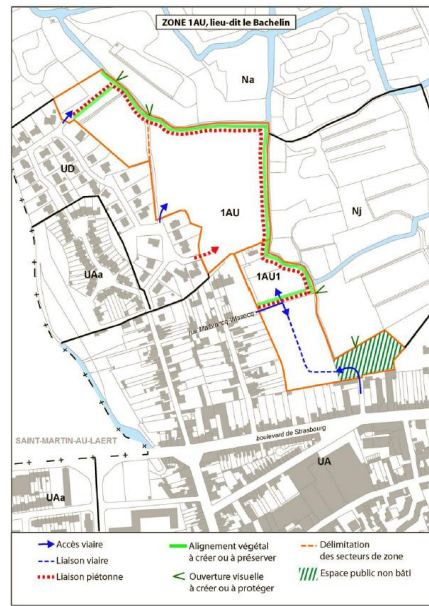 ZONE 1AU, lieu-dit le Bachelin
Na
UD
1AU
Nj
UAa
1AU1
SAINT-MARTIN-AU-LAERT
boulevard de Strasbourg
UA
UAa
Accès viaire
Liaison viaire
Liaison piétonne
Alignement végétal
à créer ou à préserver
Ouverture visuelle
à créer ou à protéger
Délimitation
des secteurs de zone
Espace public non bâti